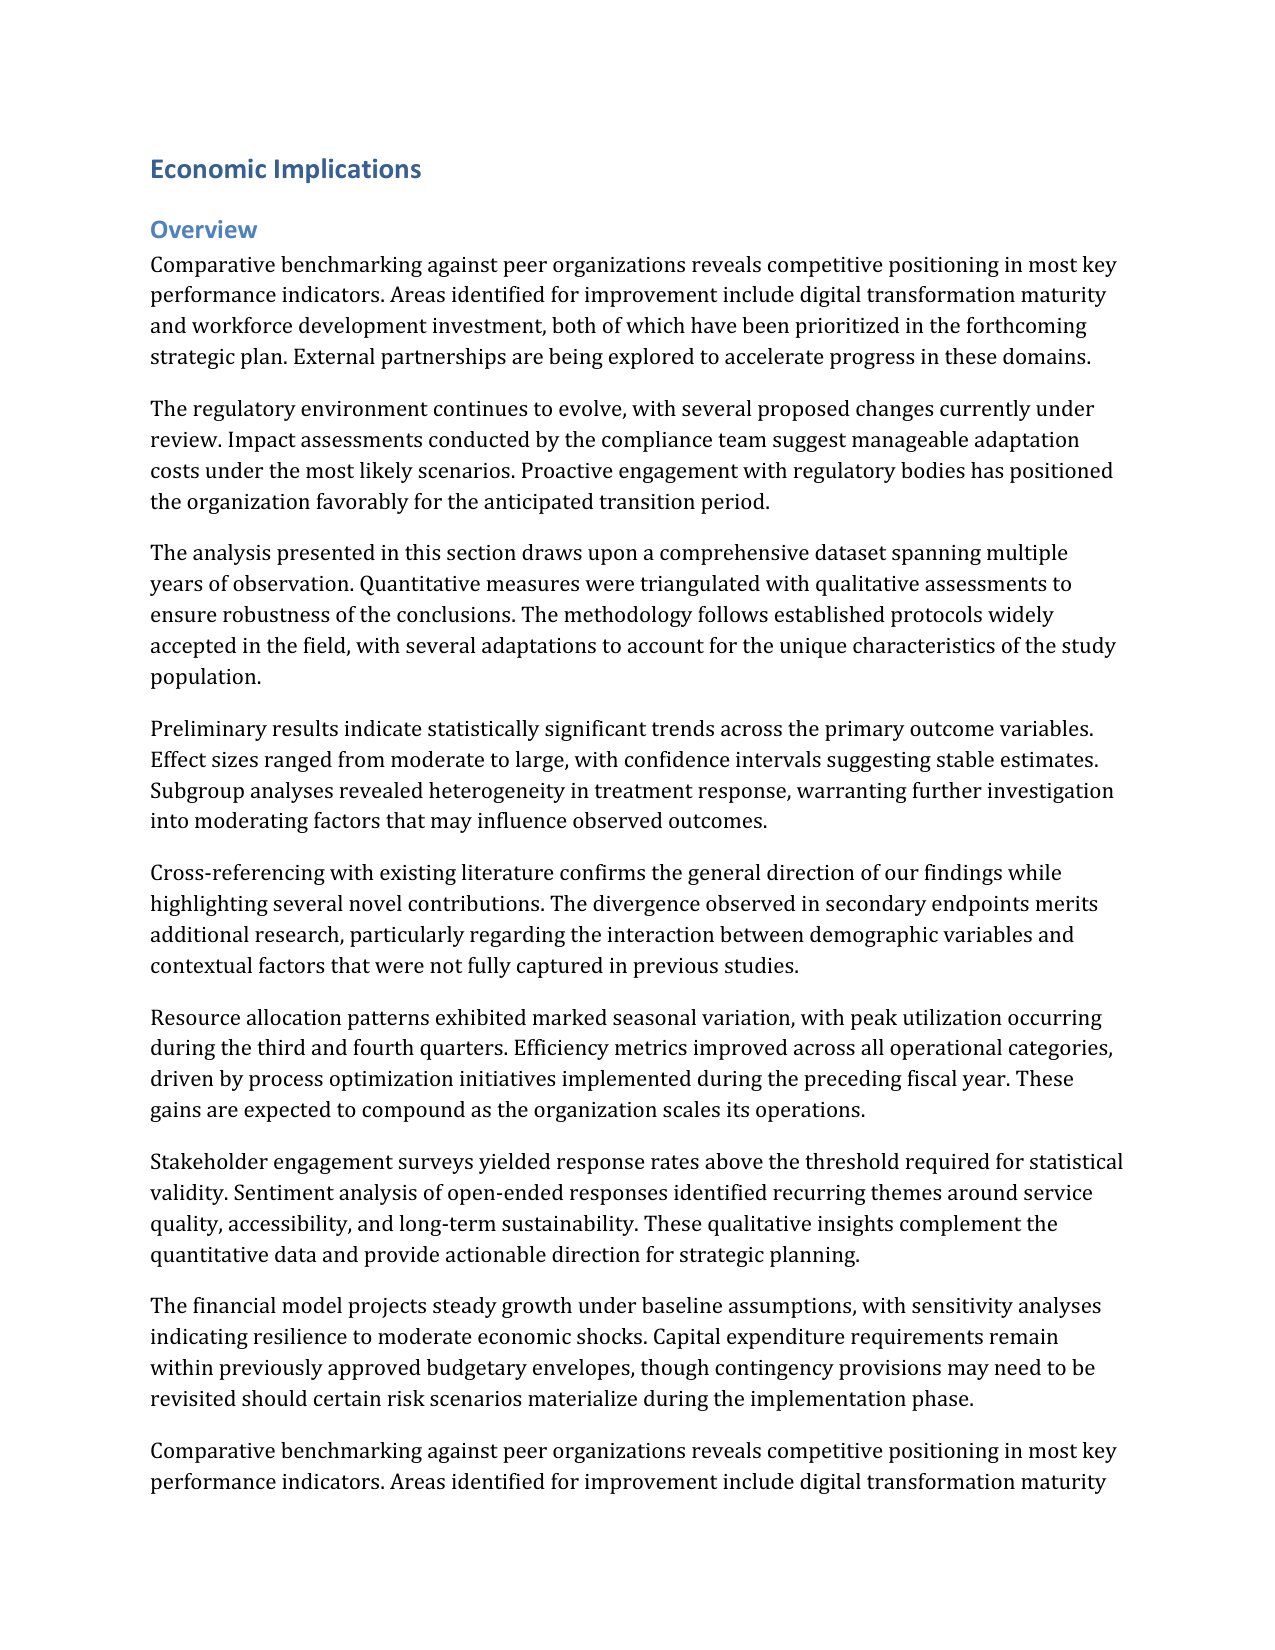 Economic Implications
Overview
Comparative benchmarking against peer organizations reveals competitive positioning in most key
performance indicators. Areas identified for improvement include digital transformation maturity
and workforce development investment, both of which have been prioritized in the forthcoming
strategic plan. External partnerships are being explored to accelerate progress in these domains.
The regulatory environment continues to evolve, with several proposed changes currently under
review. Impact assessments conducted by the compliance team suggest manageable adaptation
costs under the most likely scenarios. Proactive engagement with regulatory bodies has positioned
the organization favorably for the anticipated transition period.
The analysis presented in this section draws upon a comprehensive dataset spanning multiple
years of observation. Quantitative measures were triangulated with qualitative assessments to
ensure robustness of the conclusions. The methodology follows established protocols widely
accepted in the field, with several adaptations to account for the unique characteristics of the study
population.
Preliminary results indicate statistically significant trends across the primary outcome variables.
Effect sizes ranged from moderate to large, with confidence intervals suggesting stable estimates.
Subgroup analyses revealed heterogeneity in treatment response, warranting further investigation
into moderating factors that may influence observed outcomes.
Cross-referencing with existing literature confirms the general direction of our findings while
highlighting several novel contributions. The divergence observed in secondary endpoints merits
additional research, particularly regarding the interaction between demographic variables and
contextual factors that were not fully captured in previous studies.
Resource allocation patterns exhibited marked seasonal variation, with peak utilization occurring
during the third and fourth quarters. Efficiency metrics improved across all operational categories,
driven by process optimization initiatives implemented during the preceding fiscal year. These
gains are expected to compound as the organization scales its operations.
Stakeholder engagement surveys yielded response rates above the threshold required for statistical
validity. Sentiment analysis of open-ended responses identified recurring themes around service
quality, accessibility, and long-term sustainability. These qualitative insights complement the
quantitative data and provide actionable direction for strategic planning.
The financial model projects steady growth under baseline assumptions, with sensitivity analyses
indicating resilience to moderate economic shocks. Capital expenditure requirements remain
within previously approved budgetary envelopes, though contingency provisions may need to be
revisited should certain risk scenarios materialize during the implementation phase.
Comparative benchmarking against peer organizations reveals competitive positioning in most key
performance indicators. Areas identified for improvement include digital transformation maturity